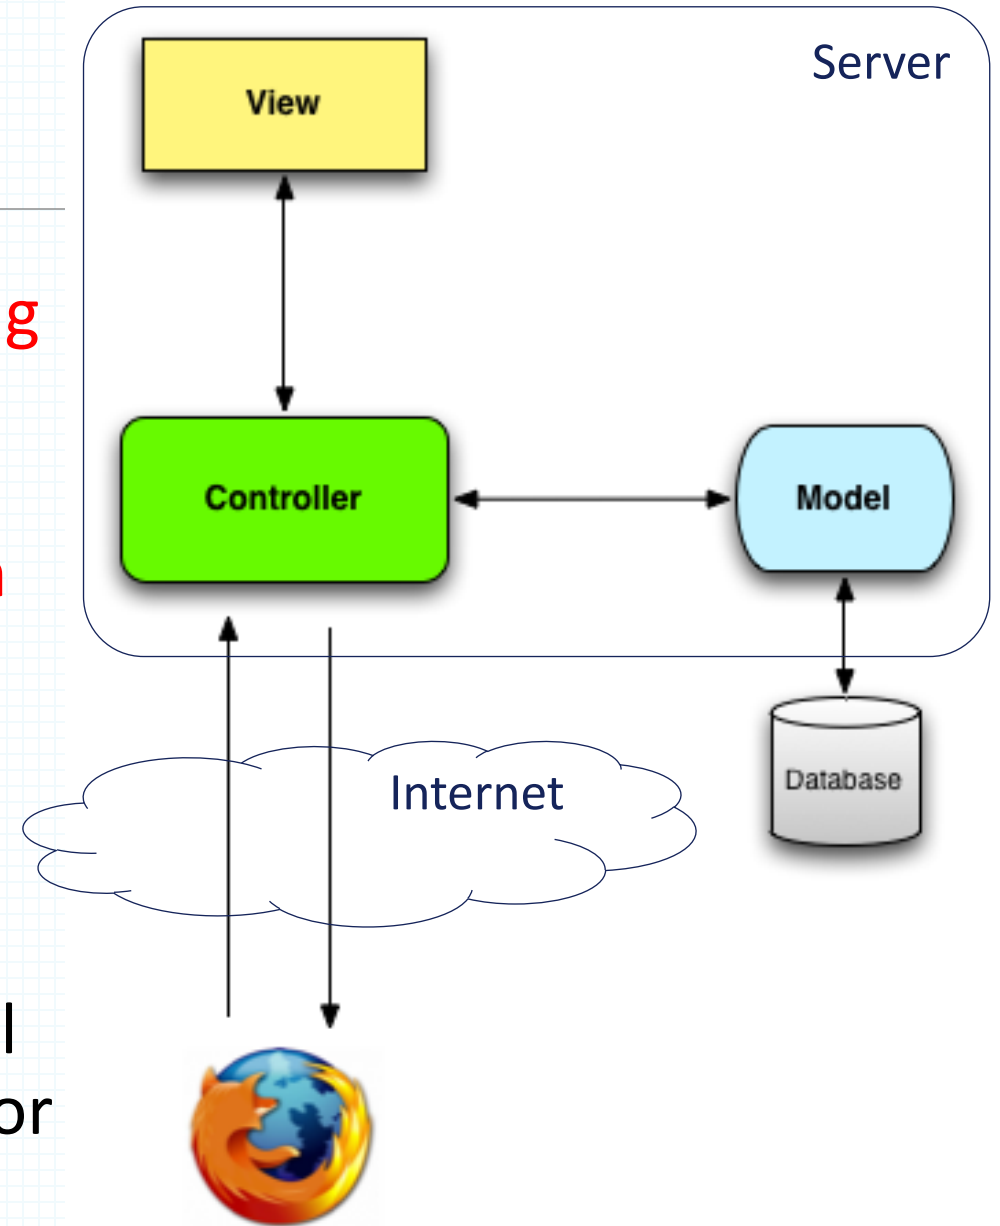 Server
View
g
Controller
Model
n
Internet
Database
l
or